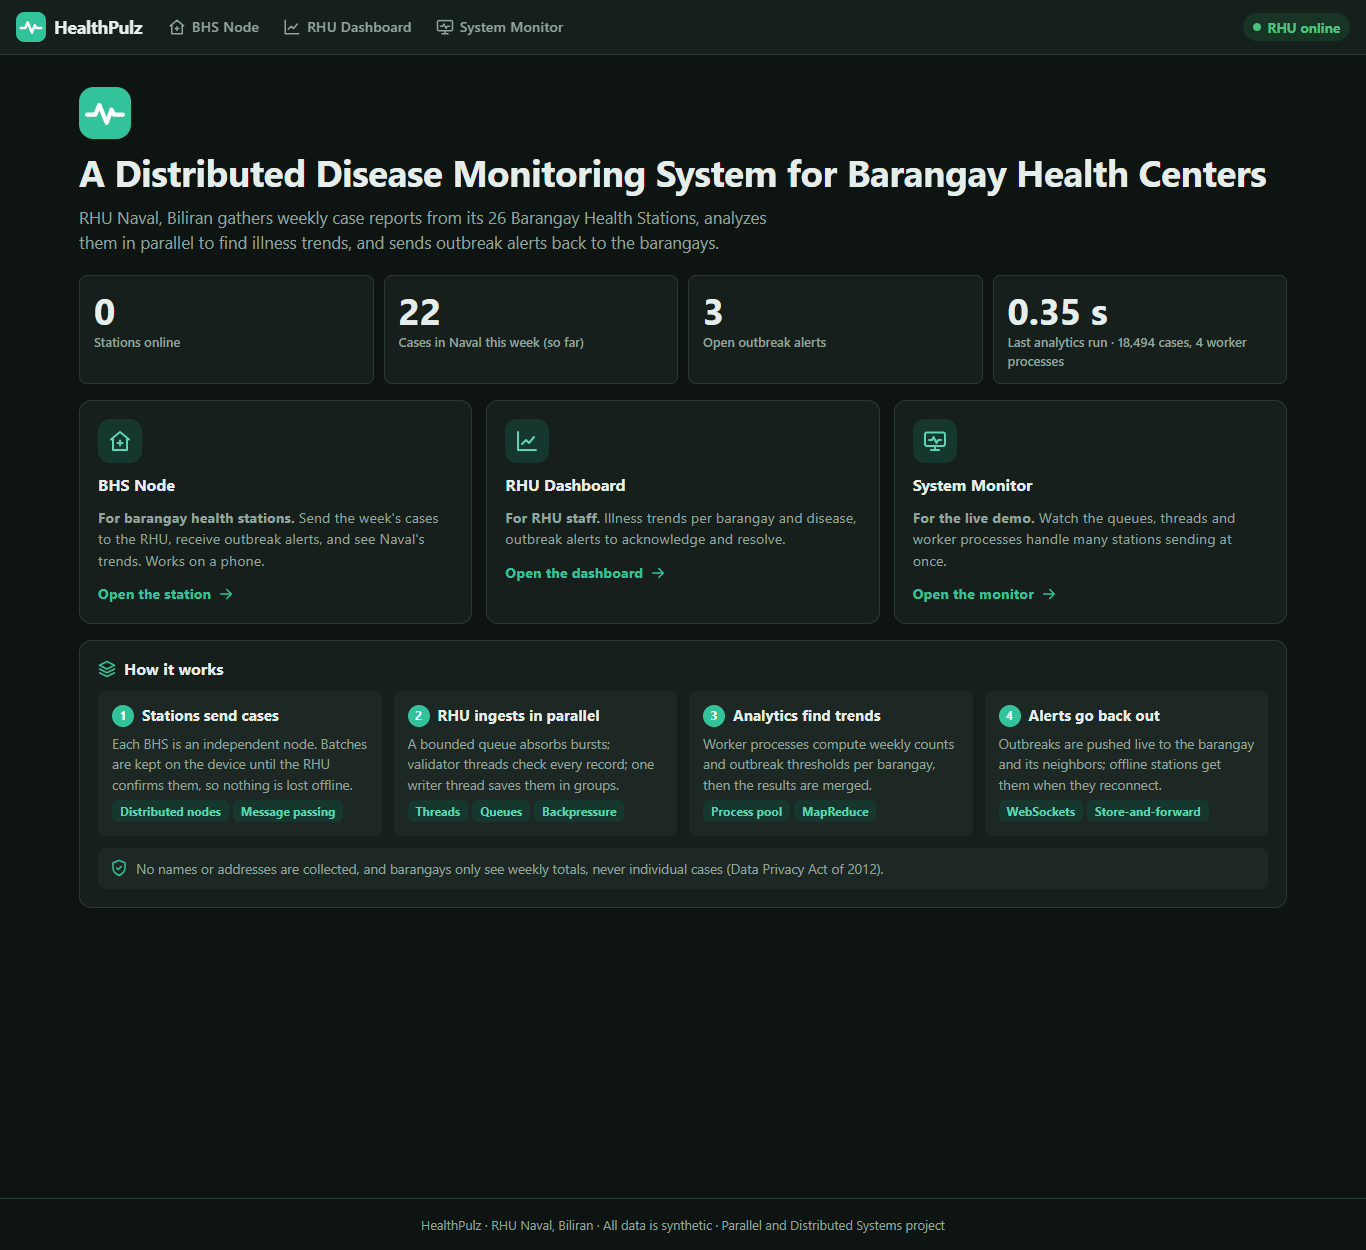 HealthPulz
BHS Node
RHU Dashboard
System Monitor
RHU online
A Distributed Disease Monitoring System for Barangay Health Centers
RHU Naval, Biliran gathers weekly case reports from its 26 Barangay Health Stations, analyzes
them in parallel to find illness trends, and sends outbreak alerts back to the barangays.
0
Stations online
22
Cases in Naval this week (so far)
3
Open outbreak alerts
0.35 s
Last analytics run · 18,494 cases, 4 worker
processes
BHS Node
For barangay health stations. Send the week's cases
to the RHU, receive outbreak alerts, and see Naval's
trends. Works on a phone.
Open the station →
RHU Dashboard
For RHU staff. Illness trends per barangay and disease,
outbreak alerts to acknowledge and resolve.
Open the dashboard →
System Monitor
For the live demo. Watch the queues, threads and
worker processes handle many stations sending at
once.
Open the monitor →
How it works
1 Stations send cases
Each BHS is an independent node. Batches
are kept on the device until the RHU
confirms them, so nothing is lost offline.
Distributed nodes Message passing
2 RHU ingests in parallel
A bounded queue absorbs bursts;
validator threads check every record; one
writer thread saves them in groups.
Threads Queues Backpressure
3 Analytics find trends
Worker processes compute weekly counts
and outbreak thresholds per barangay,
then the results are merged.
Process pool MapReduce
4 Alerts go back out
Outbreaks are pushed live to the barangay
and its neighbors; offline stations get
them when they reconnect.
WebSockets Store-and-forward
No names or addresses are collected, and barangays only see weekly totals, never individual cases (Data Privacy Act of 2012).
HealthPulz · RHU Naval, Biliran · All data is synthetic · Parallel and Distributed Systems project